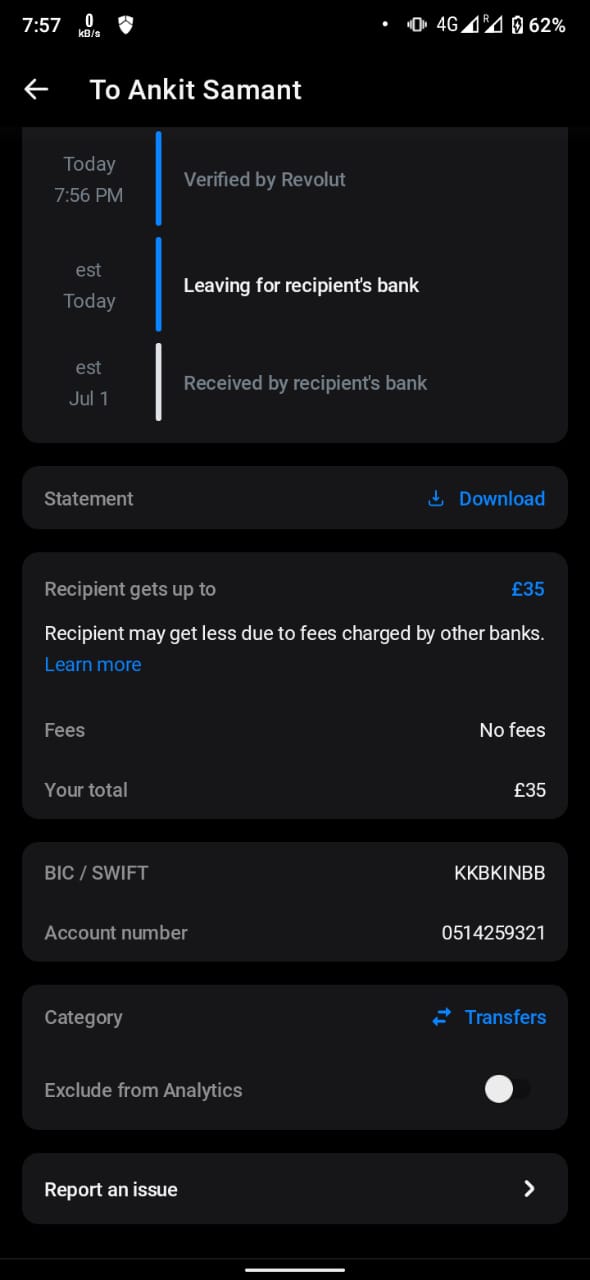 7:57
0
kB/s
4G
R
62%
To Ankit Samant
Today
7:56 PM
Verified by Revolut
est
Today
Leaving for recipient's bank
est
Jul 1
Received by recipient's bank
Statement
Download
Recipient gets up to
£35
Recipient may get less due to fees charged by other banks.
Learn more
Fees
No fees
Your total
£35
BIC / SWIFT
KKBKINBB
Account number
0514259321
Category
Transfers
Exclude from Analytics
Report an issue